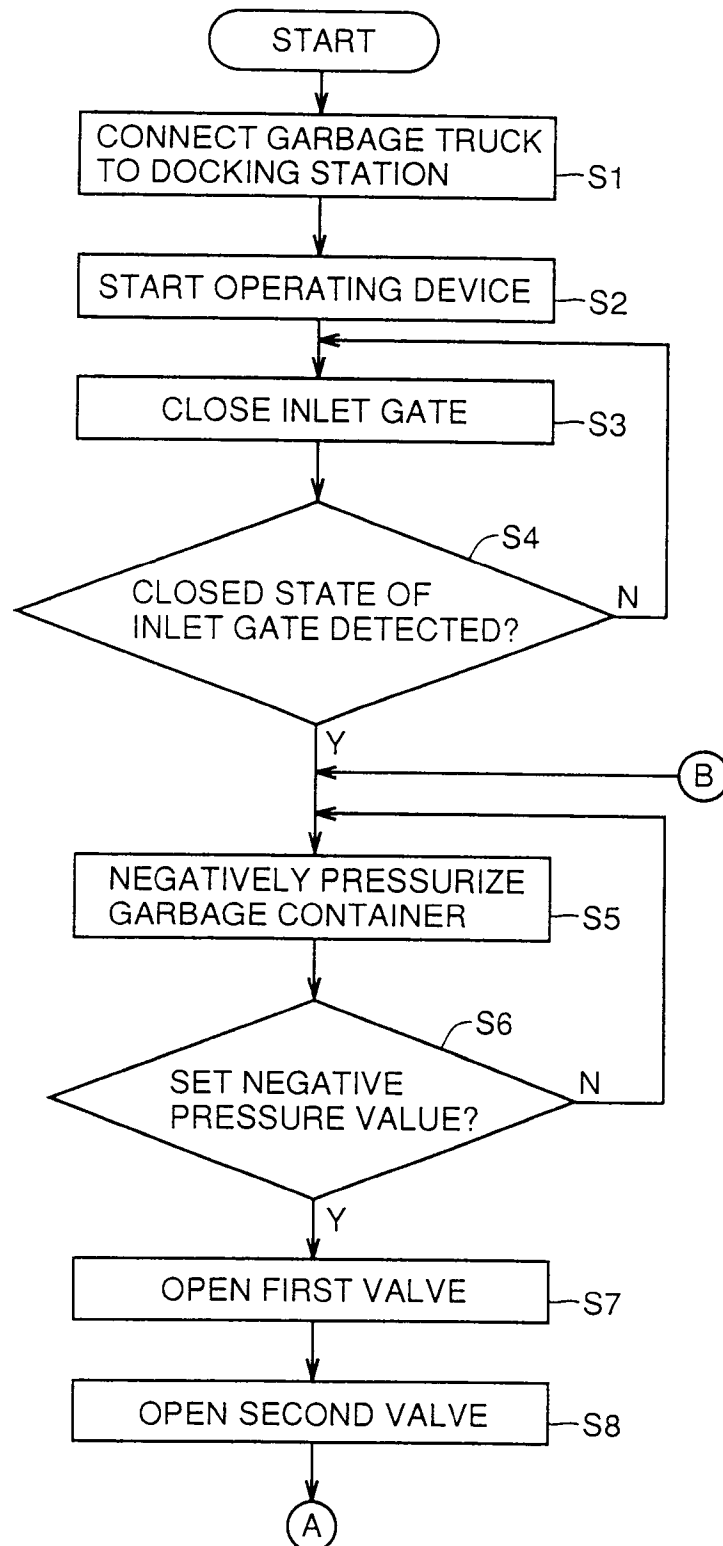 START
CONNECT GARBAGE TRUCK
TO DOCKING STATION
S1
START OPERATING DEVICE
S2
CLOSE INLET GATE
S3
S4
CLOSED STATE OF
INLET GATE DETECTED?
N
Y
B
NEGATIVELY PRESSURIZE
GARBAGE CONTAINER
S5
S6
SET NEGATIVE
PRESSURE VALUE?
N
Y
OPEN FIRST VALVE
S7
OPEN SECOND VALVE
S8
A